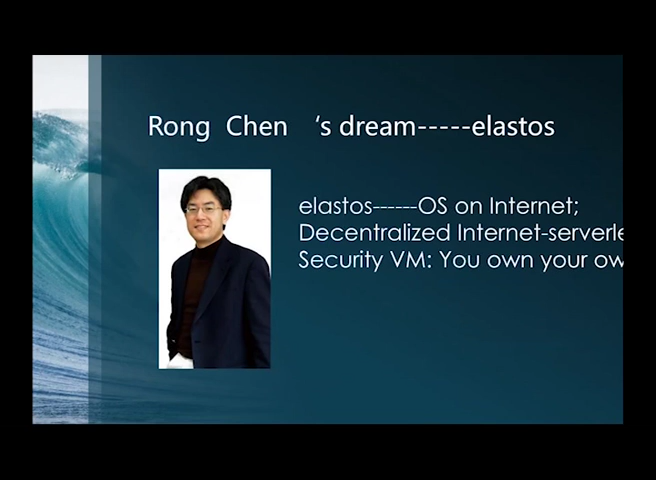 Rong Chen ‘s dream-----elastos
elastos------OS on Internet;
Decentralized Internet-serverle
Security VM: You own your ow